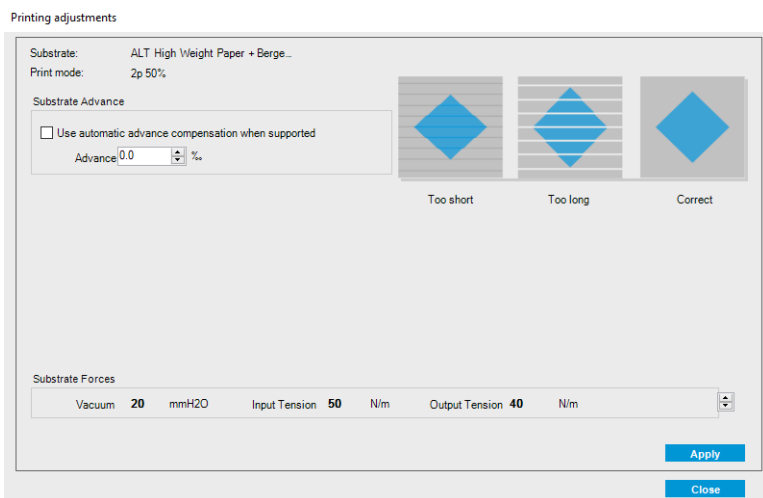 Printing adjustments
Substrate: ALT High Weight Paper + Berge...
Print mode: 2p 50%
Substrate Advance
Use automatic advance compensation when supported
Advance 0.0 ‰
Too short Too long Correct
Substrate Forces
Vacuum 20 mmH2O Input Tension 50 N/m Output Tension 40 N/m
Apply
Close